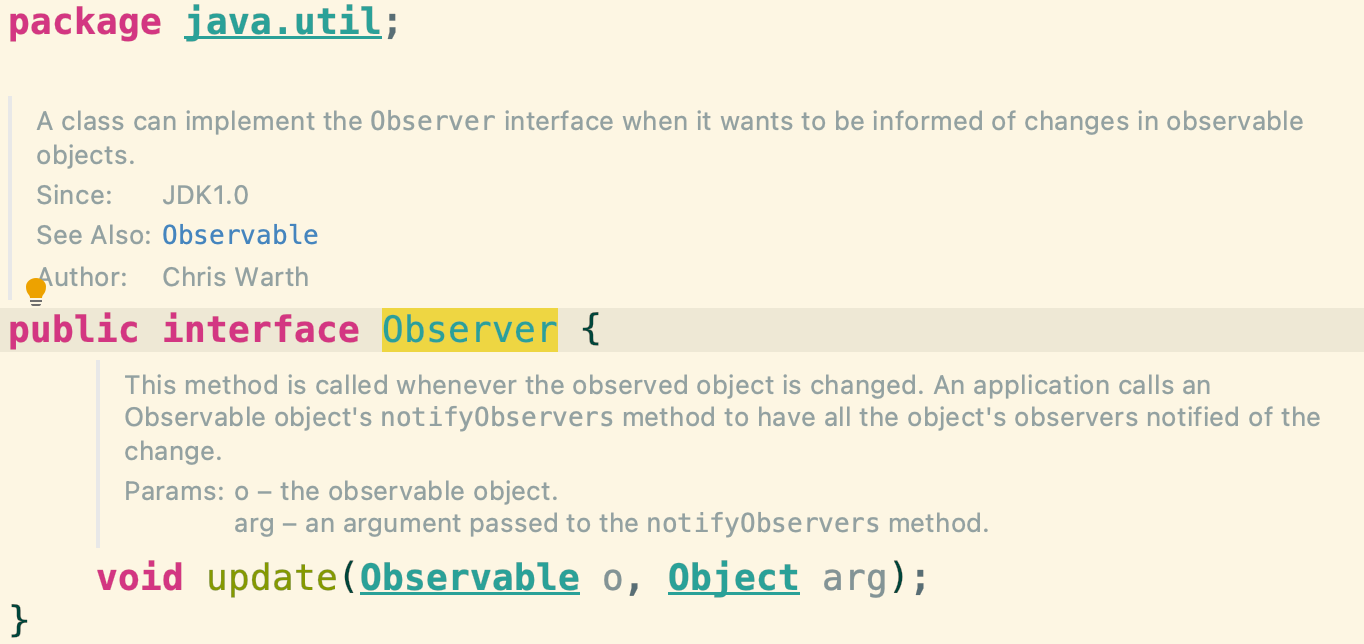 package java.util;
A class can implement the Observer interface when it wants to be informed of changes in observable
objects.
Since: JDK1.0
See Also: Observable
Author: Chris Warth
public interface Observer {
This method is called whenever the observed object is changed. An application calls an
Observable object's notifyObservers method to have all the object's observers notified of the
change.
Params: o – the observable object.
arg – an argument passed to the notifyObservers method.
void update(Observable o, Object arg);
}